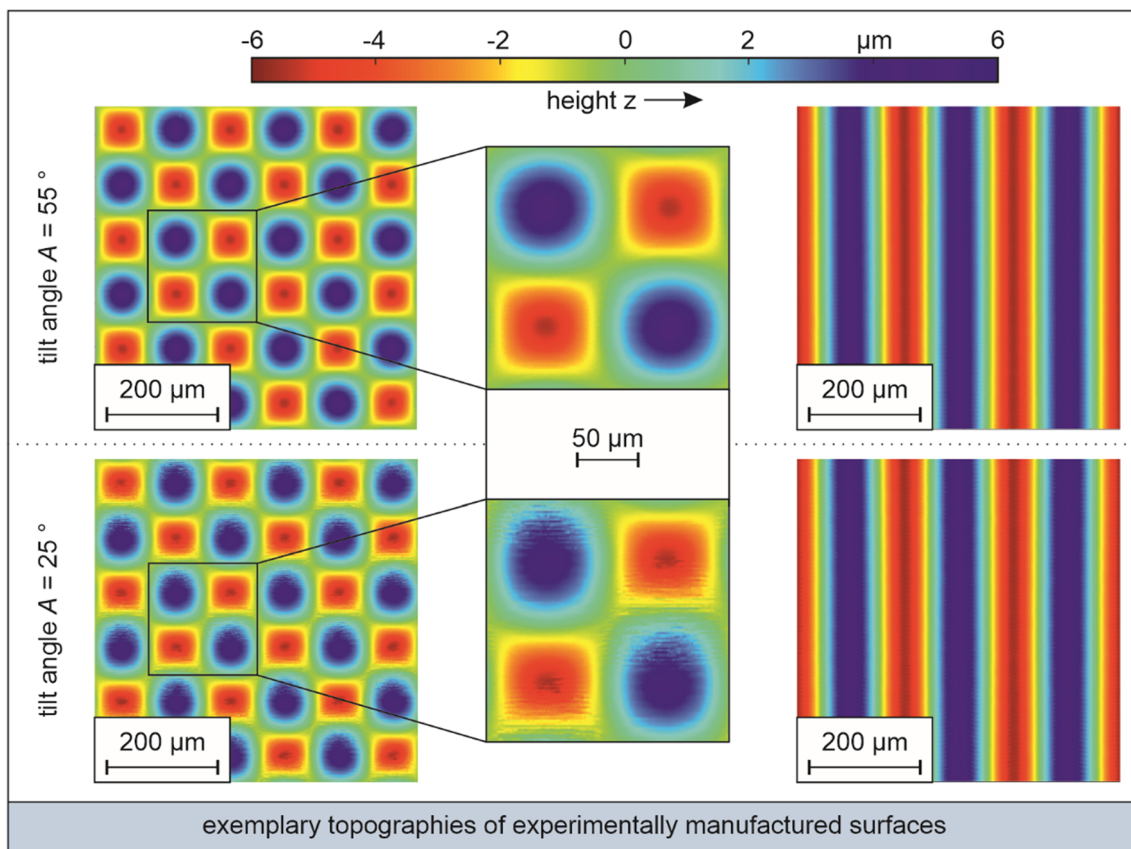 -6 -4 -2 0 2 µm 6
height z
tilt angle A = 55 °
200 µm
200 µm
50 µm
tilt angle A = 25 °
200 µm
200 µm
exemplary topographies of experimentally manufactured surfaces